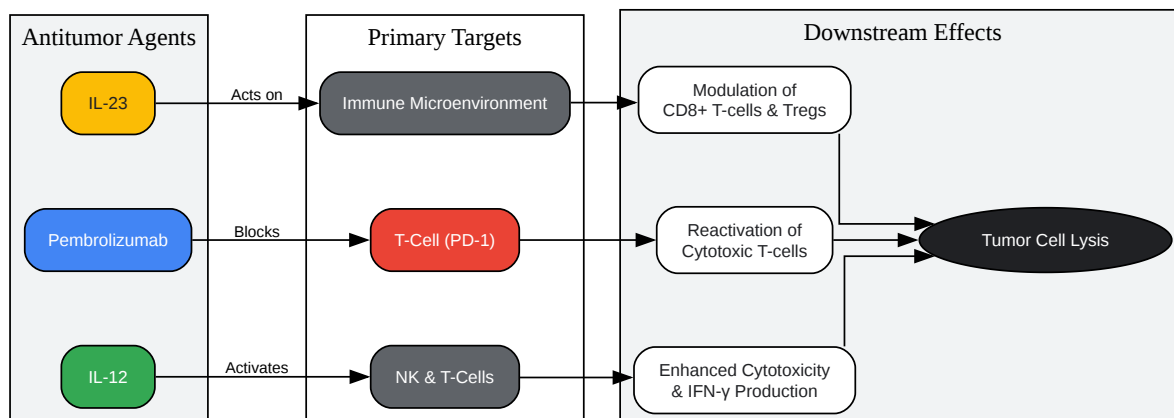 Antitumor Agents
Primary Targets
Downstream Effects
IL-23
Acts on
Immune Microenvironment
Modulation of
CD8+ T-cells & Tregs
Pembrolizumab
Blocks
T-Cell (PD-1)
Reactivation of
Cytotoxic T-cells
Tumor Cell Lysis
IL-12
Activates
NK & T-Cells
Enhanced Cytotoxicity
& IFN-γ Production